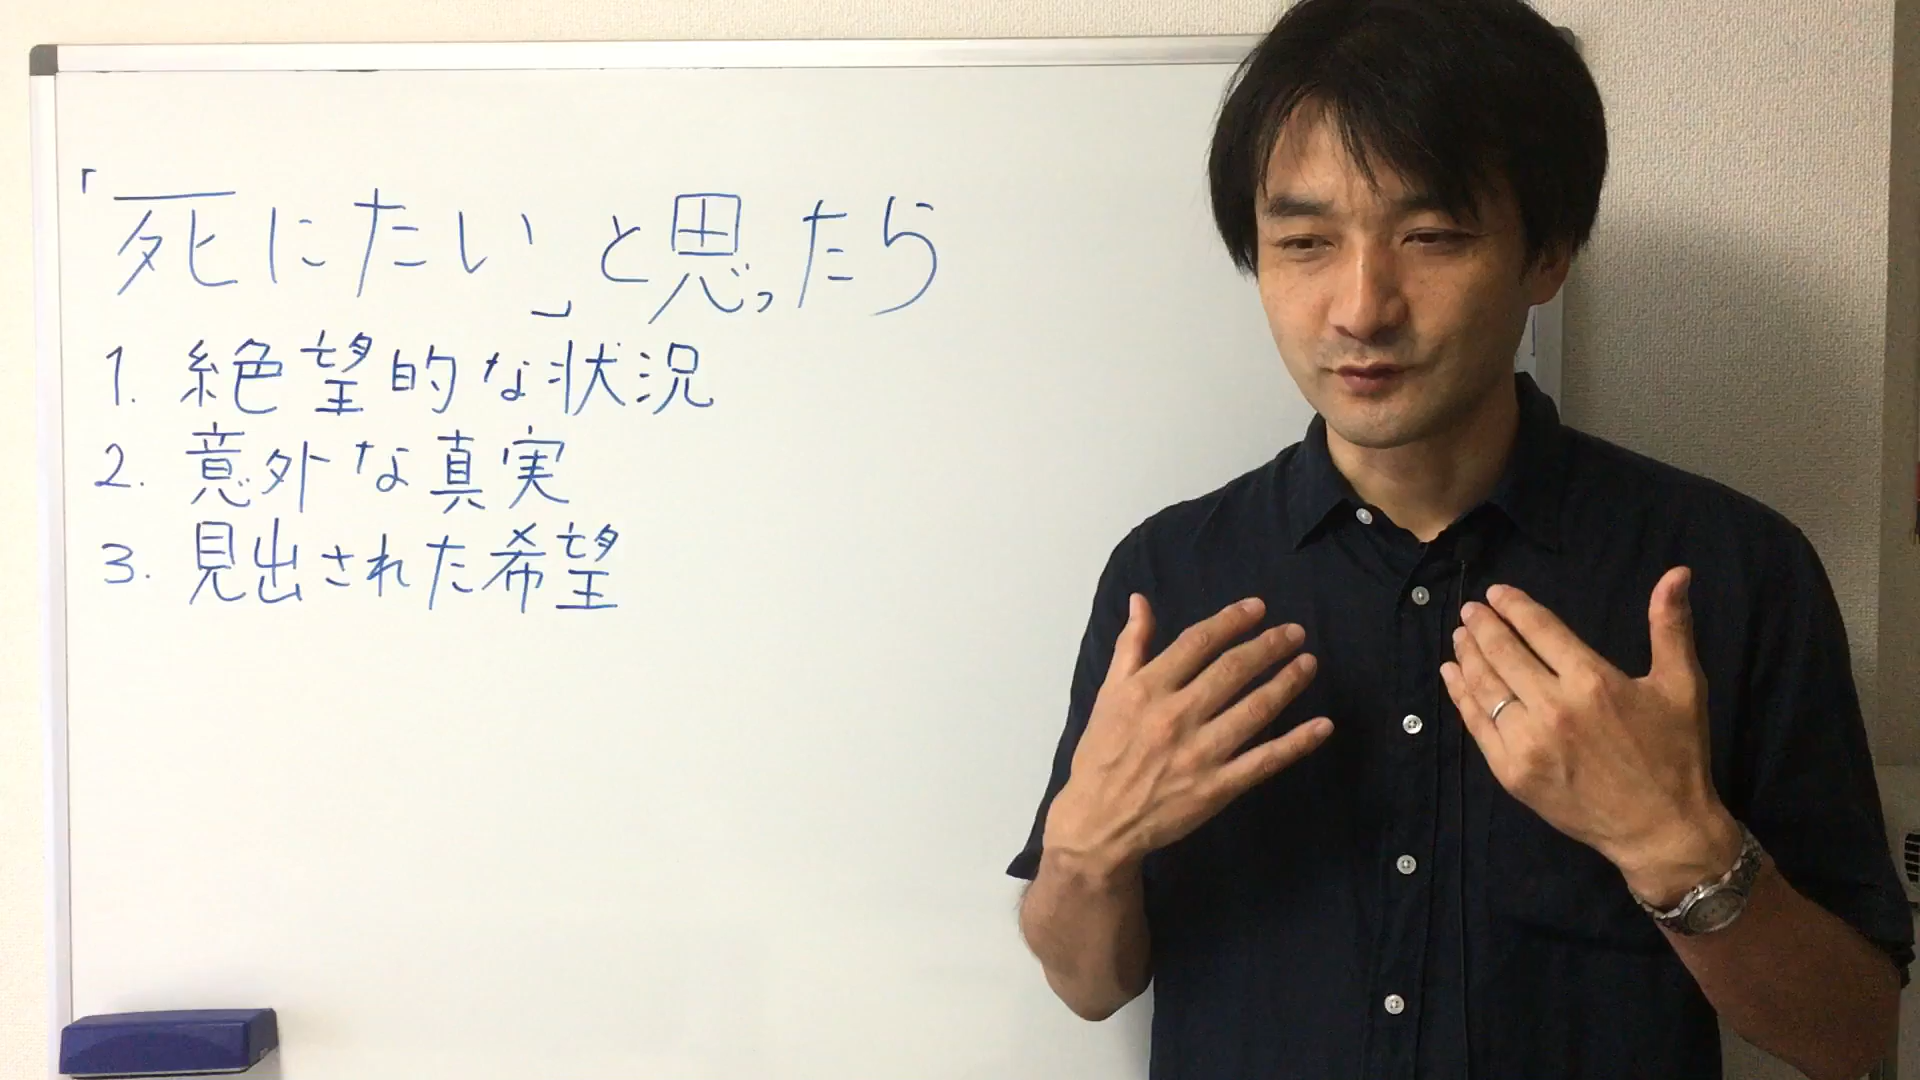 「死にたい」と思ったら
1. 絶望的な状況
2. 意外な真実
3. 見出された希望